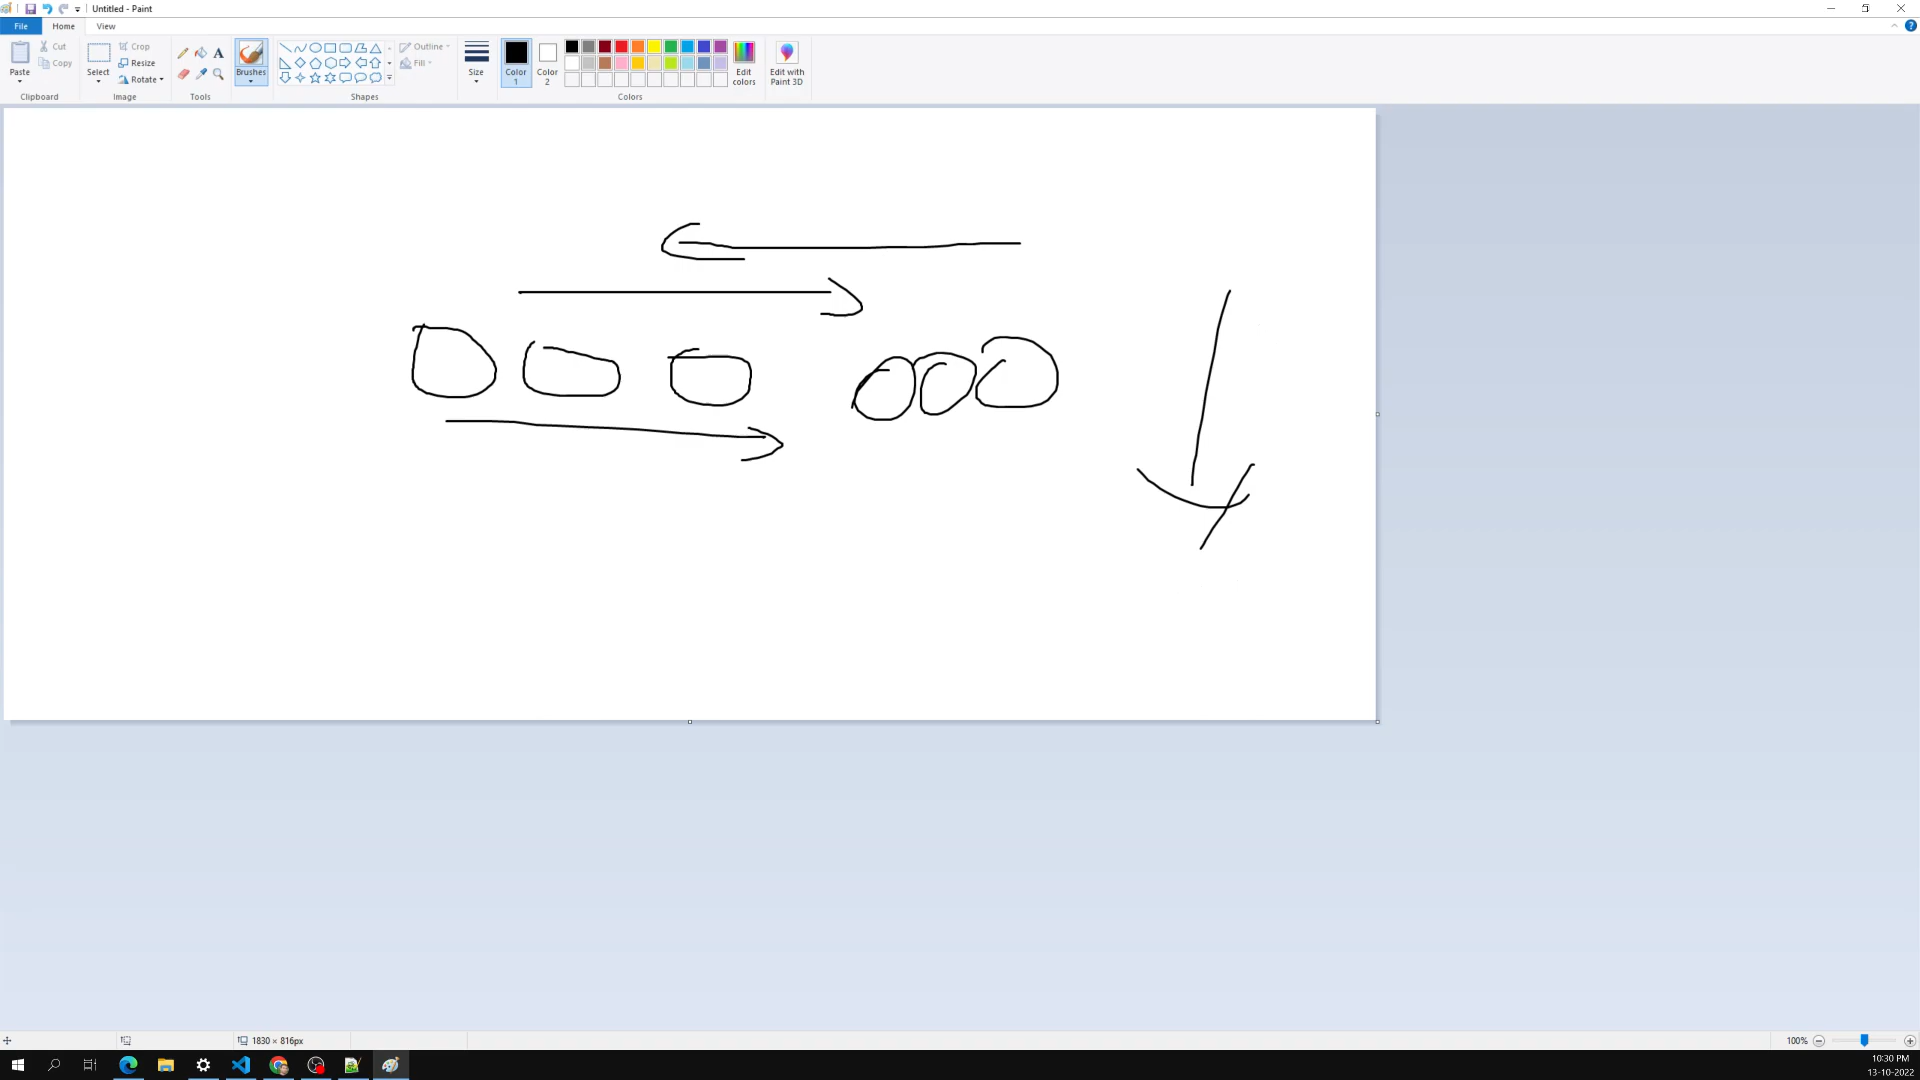 Untitled - Paint
File Home View
Paste Cut Copy Clipboard
Select Crop Resize Rotate Image
Tools
Brushes
Shapes
Outline Fill
Size
Color 1
Color 2
Colors
Edit colors
Edit with Paint 3D
1830 × 816px
100%
10:30 PM
13-10-2022